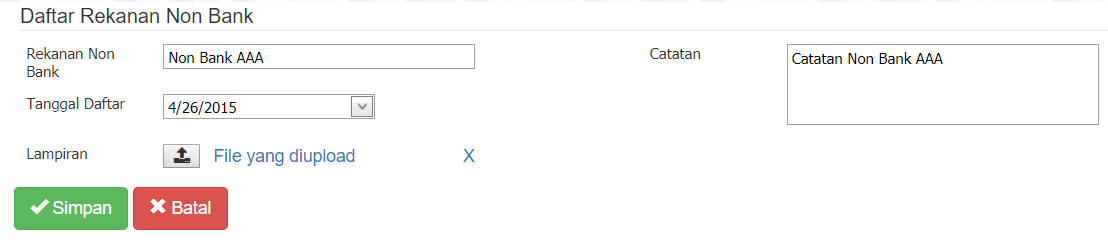 Daftar Rekanan Non Bank
Rekanan Non
Bank
Non Bank AAA
Catatan
Catatan Non Bank AAA
Tanggal Daftar
4/26/2015
Lampiran
File yang diupload
X
Simpan
Batal